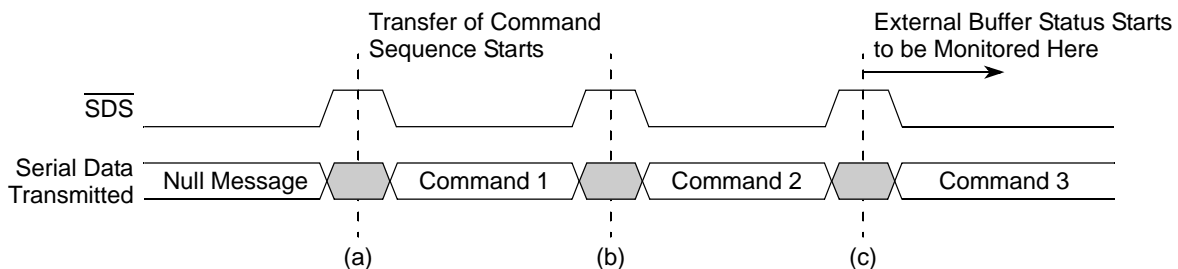 Transfer of Command
Sequence Starts
External Buffer Status Starts
to be Monitored Here
SDS
Serial Data
Transmitted
Null Message
Command 1
Command 2
Command 3
(a)
(b)
(c)